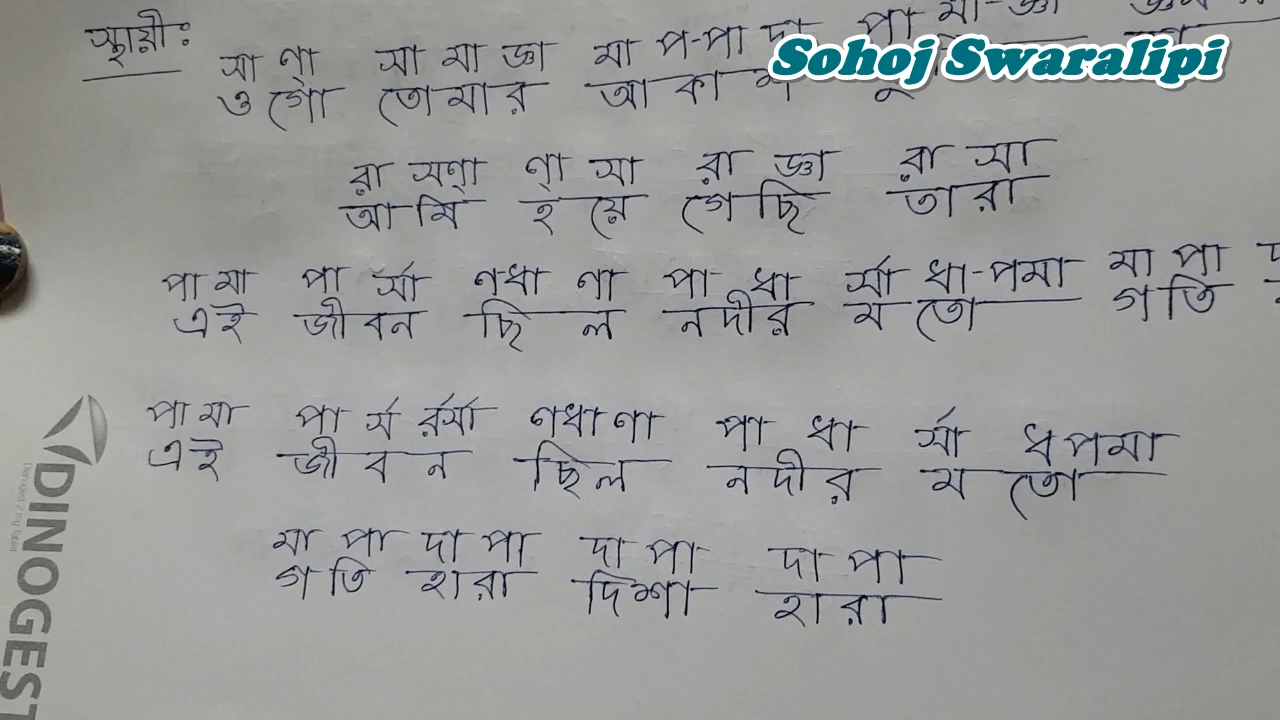 স্থায়ী: সা ণ্া সা মা জ্ঞা মা প-পা দা পা মা-জ্ঞা
Sohoj Swaralipi
ওগো তোমার আকাশ
রা সণ্া ণ্া সা রা জ্ঞা রা সা
আমি হয়ে গেছি তারা
পা মা পা র্সা ণ-ধা ণা পা ধা র্সা ধা-পমা মা পা
এই জীবন ছিল নদীর মতো গতি
পা মা পা র্স র্রর্সা ণধা ণা পা ধা র্সা ধপমা
এই জীবন ছিল নদীর মতো
মা পা দা পা দা পা দা পা
গতি হারা দিশা হারা
DINOGEST